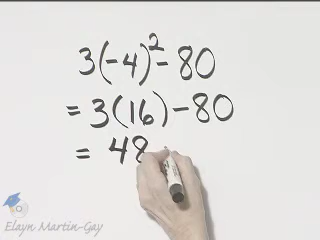 3(-4)² - 80
= 3(16) - 80
= 48
Elayn Martin-Gay